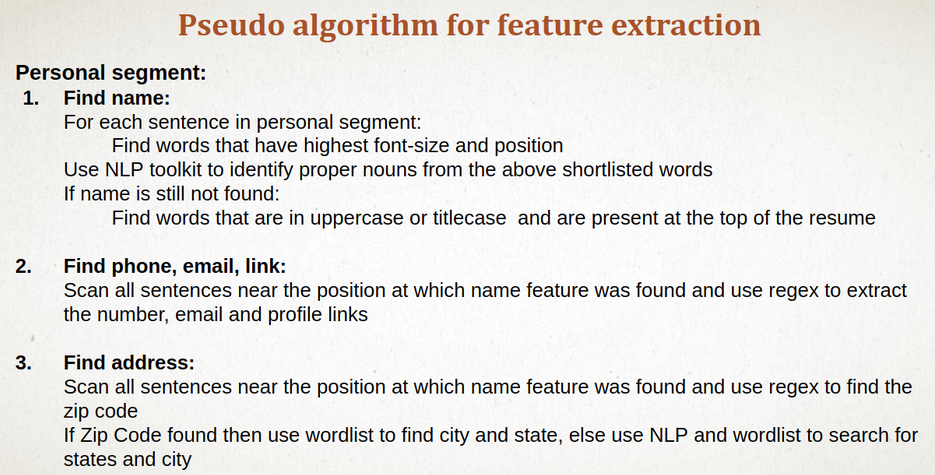 Pseudo algorithm for feature extraction
Personal segment:
1. Find name:
For each sentence in personal segment:
Find words that have highest font-size and position
Use NLP toolkit to identify proper nouns from the above shortlisted words
If name is still not found:
Find words that are in uppercase or titlecase  and are present at the top of the resume
2. Find phone, email, link:
Scan all sentences near the position at which name feature was found and use regex to extract
the number, email and profile links
3. Find address:
Scan all sentences near the position at which name feature was found and use regex to find the
zip code
If Zip Code found then use wordlist to find city and state, else use NLP and wordlist to search for
states and city